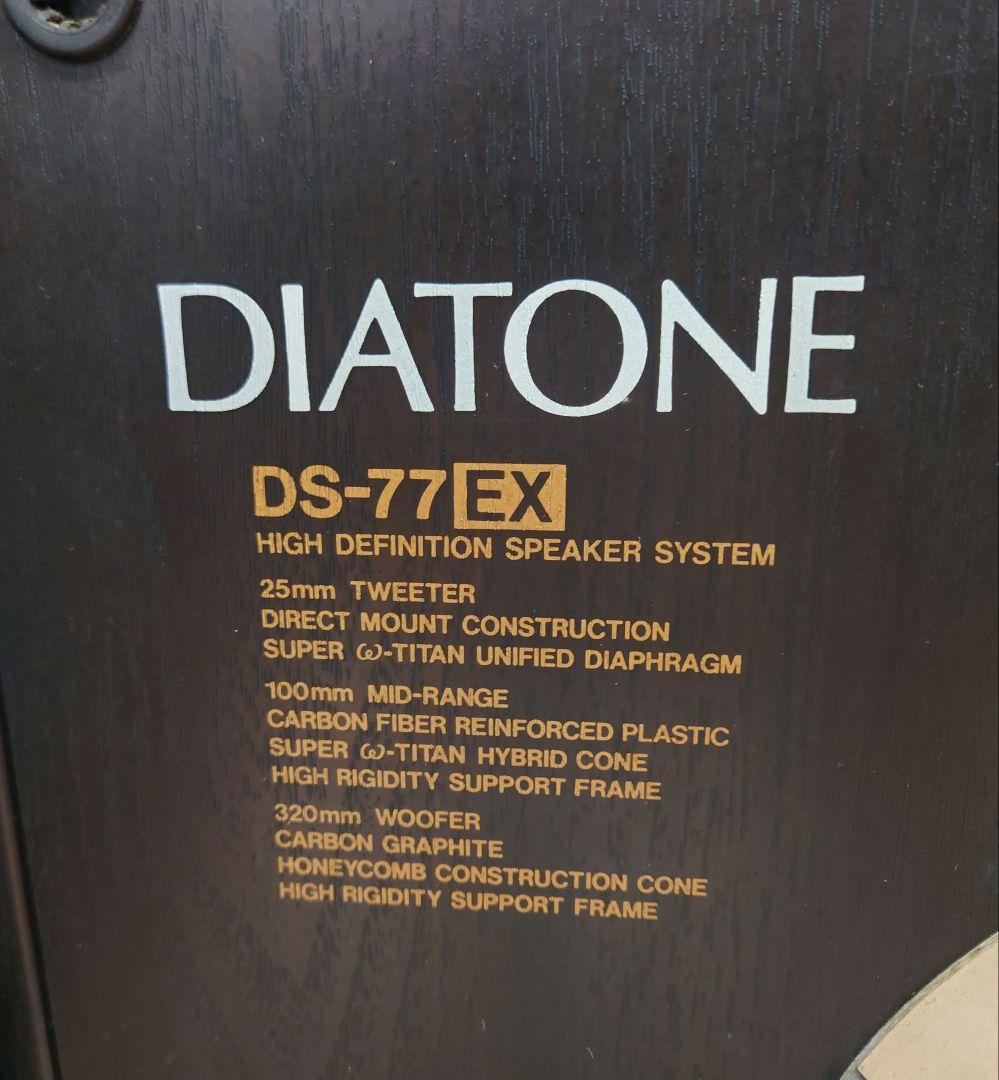 DIATONE
DS-77 EX
HIGH DEFINITION SPEAKER SYSTEM
25mm TWEETER
DIRECT MOUNT CONSTRUCTION
SUPER ω-TITAN UNIFIED DIAPHRAGM
100mm MID-RANGE
CARBON FIBER REINFORCED PLASTIC
SUPER ω-TITAN HYBRID CONE
HIGH RIGIDITY SUPPORT FRAME
320mm WOOFER
CARBON GRAPHITE
HONEYCOMB CONSTRUCTION CONE
HIGH RIGIDITY SUPPORT FRAME